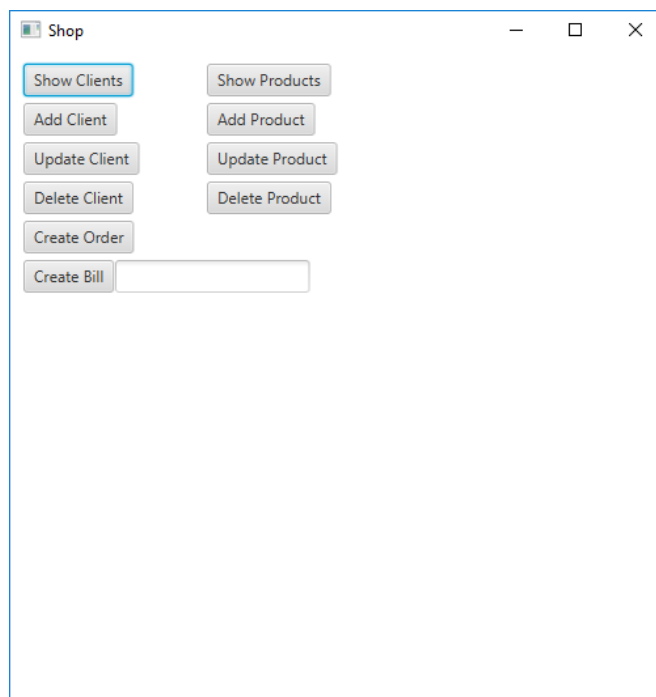 Shop
Show Clients Show Products
Add Client Add Product
Update Client Update Product
Delete Client Delete Product
Create Order
Create Bill